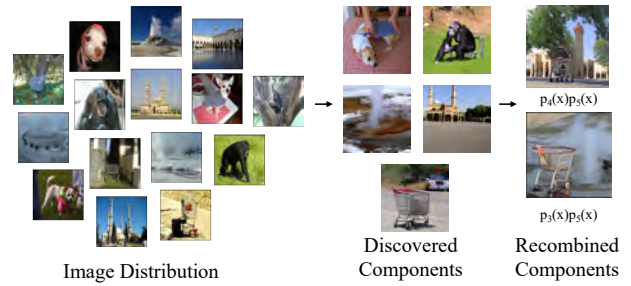 p₄(x)p₅(x)
p₃(x)p₅(x)
Image Distribution
Discovered
Components
Recombined
Components